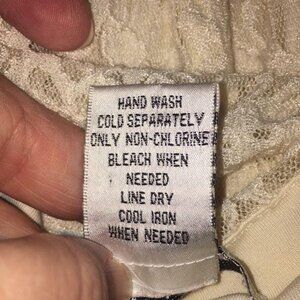 HAND WASH
COLD SEPARATELY
ONLY NON-CHLORINE
BLEACH WHEN
NEEDED
LINE DRY
COOL IRON
WHEN NEEDED